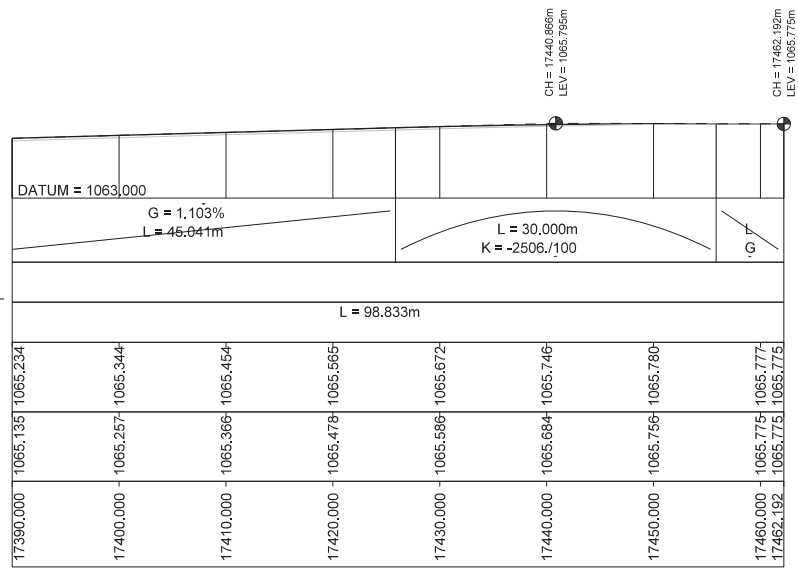 CH = 17440.866m
LEV = 1065.795m
CH = 17462.192m
LEV = 1065.775m
DATUM = 1063.000
G = 1.103%
L = 45.041m
L = 30.000m
K = -2506./100
L
G
L = 98.833m
1065.234 1065.344 1065.454 1065.565 1065.672 1065.746 1065.780 1065.777 1065.775
1065.135 1065.257 1065.366 1065.478 1065.586 1065.684 1065.756 1065.775 1065.775
17390.000 17400.000 17410.000 17420.000 17430.000 17440.000 17450.000 17460.000 17462.192